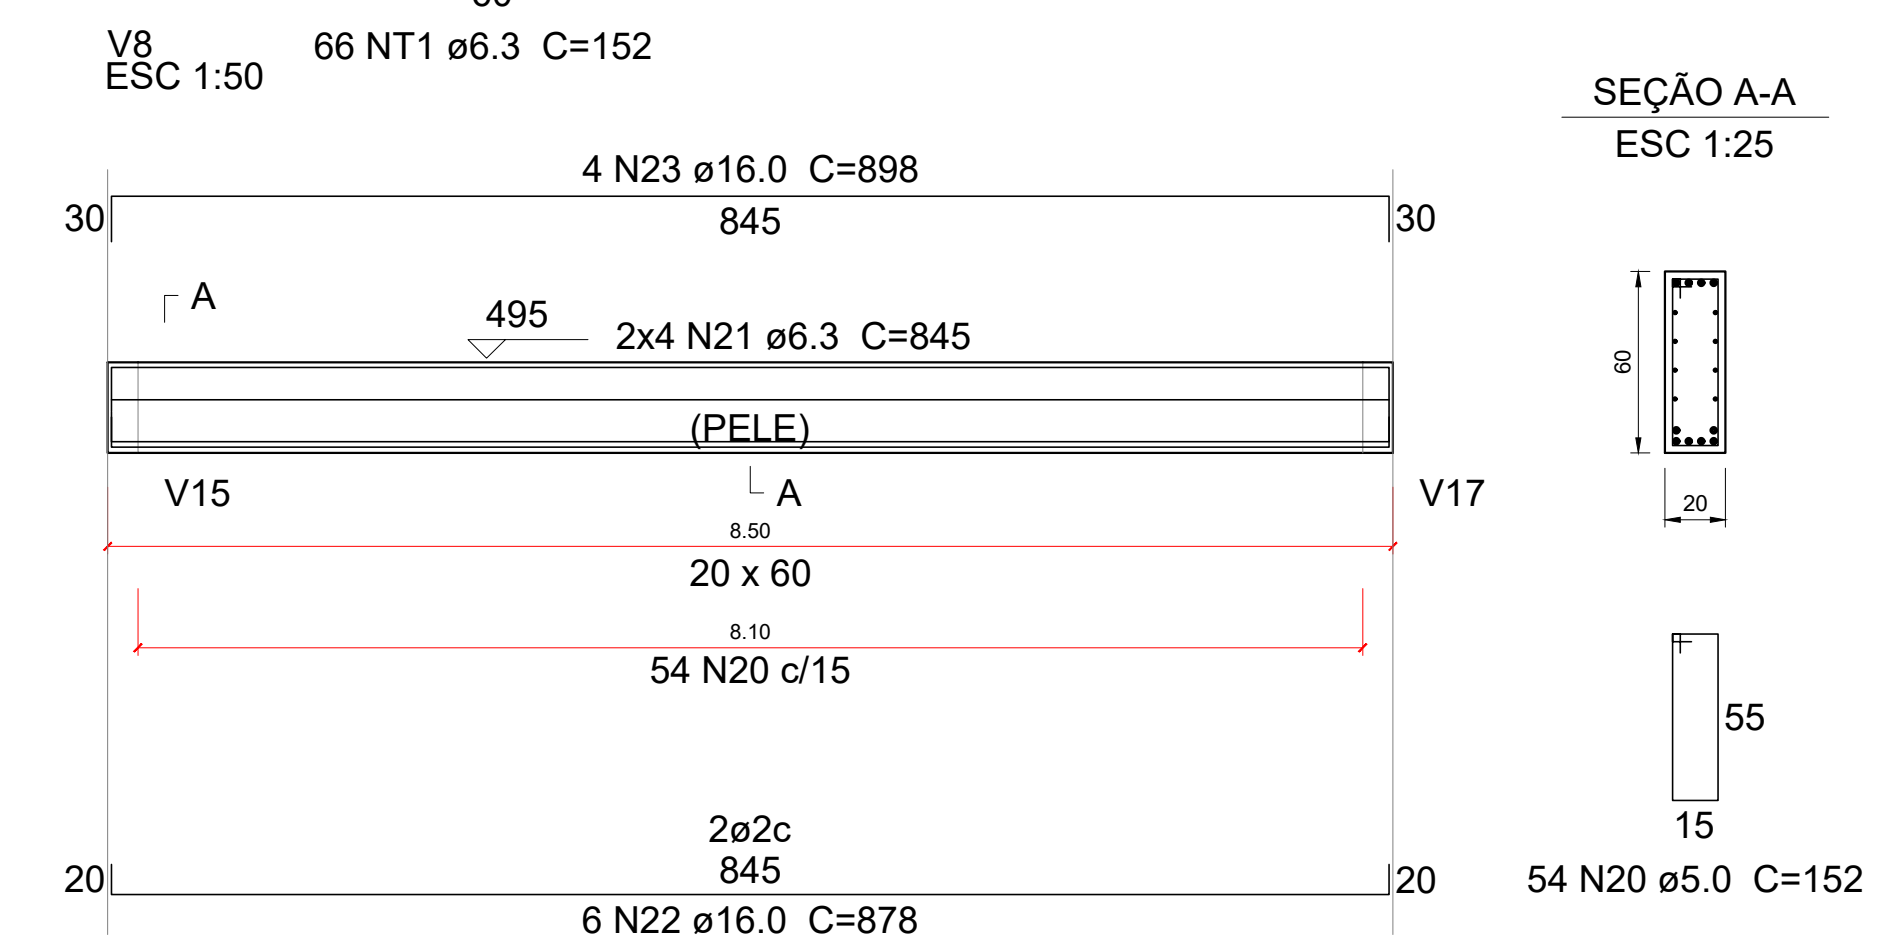 V8
66 NT1 ø6.3 C=152
ESC 1:50
SEÇÃO A-A
ESC 1:25
4 N23 ø16.0 C=898
30
845
30
A
495
2x4 N21 ø6.3 C=845
(PELE)
60
V15
A
V17
20
8.50
20 x 60
8.10
54 N20 c/15
55
15
2ø2c
845
20
20
54 N20 ø5.0 C=152
6 N22 ø16.0 C=878